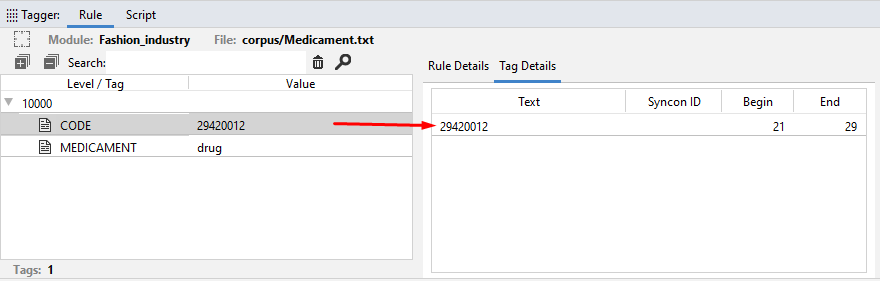 Tagger: Rule Script
Module: Fashion_industry File: corpus/Medicament.txt
Search:
Level / Tag Value
10000
CODE 29420012
MEDICAMENT drug
Tags: 1
Rule Details Tag Details
Text Syncon ID Begin End
29420012 21 29